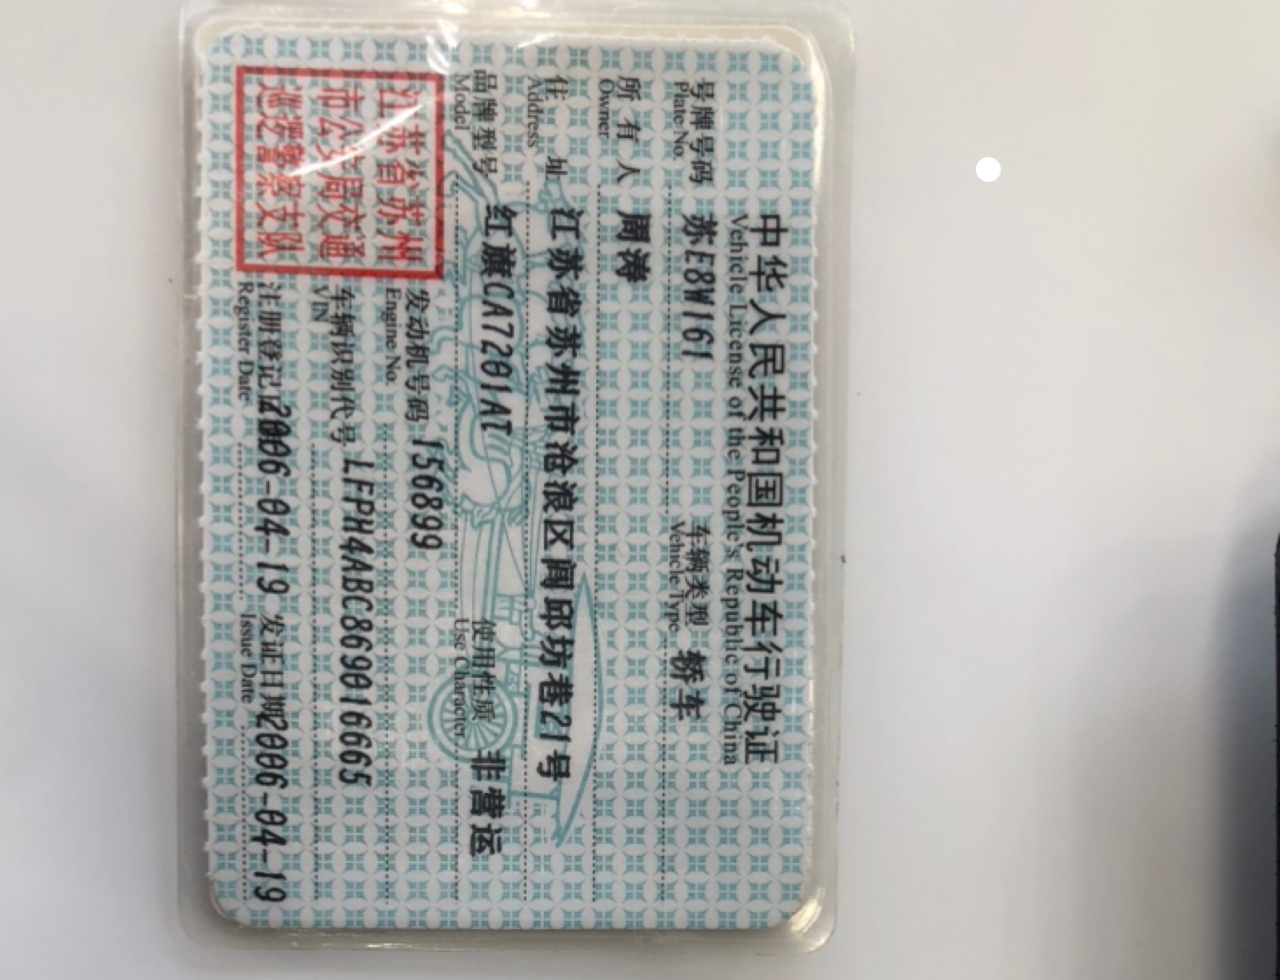 中华人民共和国机动车行驶证
Vehicle License of the People's Republic of China
号牌号码 苏E8W161 车辆类型 轿车
Plate No. Vehicle Type
所有人 周涛
Owner
住址 江苏省苏州市沧浪区闾邱坊巷21号
Address
品牌型号 红旗CA7201AT 使用性质 非营运
Model Use Character
江苏省苏州
市公安局交通
巡逻警察支队
发动机号码 156899
Engine No.
车辆识别代号 LFPH4ABC869016665
VIN
注册登记 2006-04-19 发证日期 2006-04-19
Register Date Issue Date